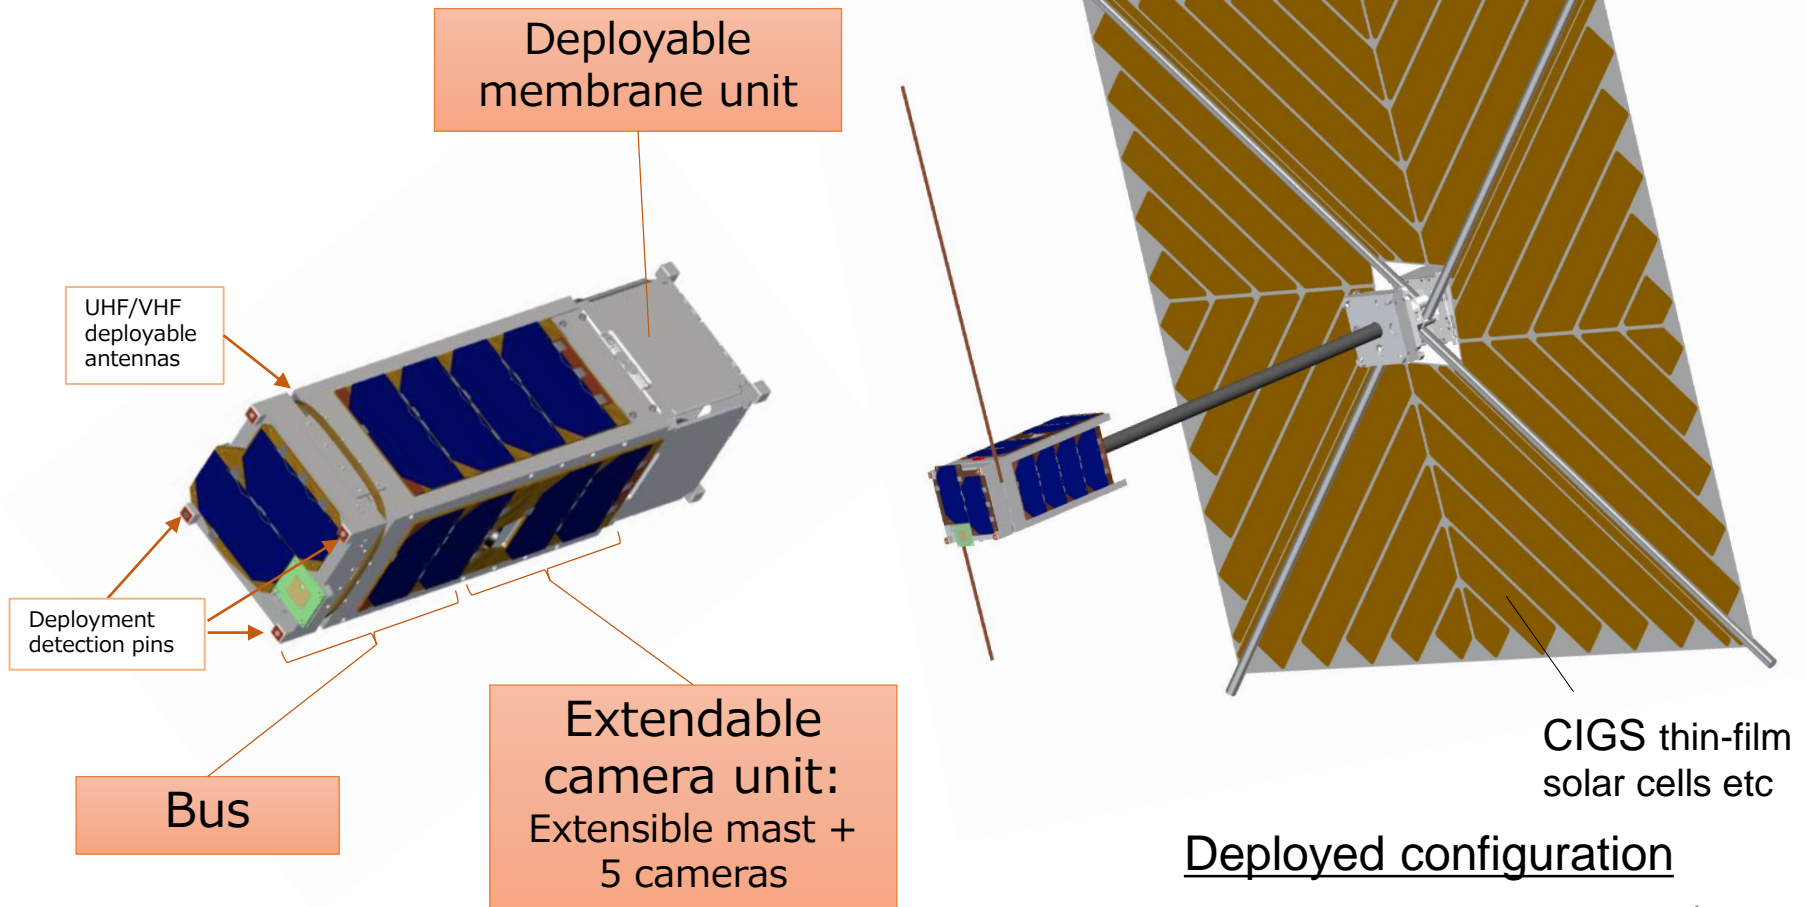 Deployable
membrane unit
UHF/VHF
deployable
antennas
Deployment
detection pins
Bus
Extendable
camera unit:
Extensible mast +
5 cameras
CIGS thin-film
solar cells etc
Deployed configuration